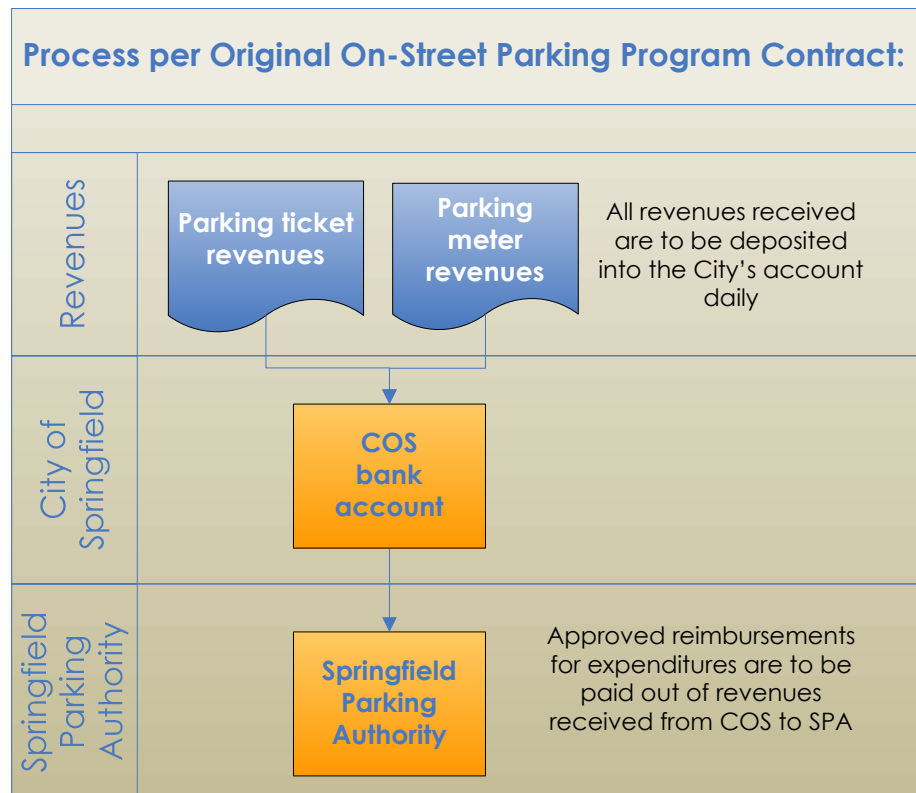 Process per Original On-Street Parking Program Contract:
Revenues
Parking ticket
revenues
Parking
meter
revenues
All revenues received
are to be deposited
into the City’s account
daily
City of
Springfield
COS
bank
account
Springfield
Parking
Authority
Springfield
Parking
Authority
Approved reimbursements
for expenditures are to be
paid out of revenues
received from COS to SPA